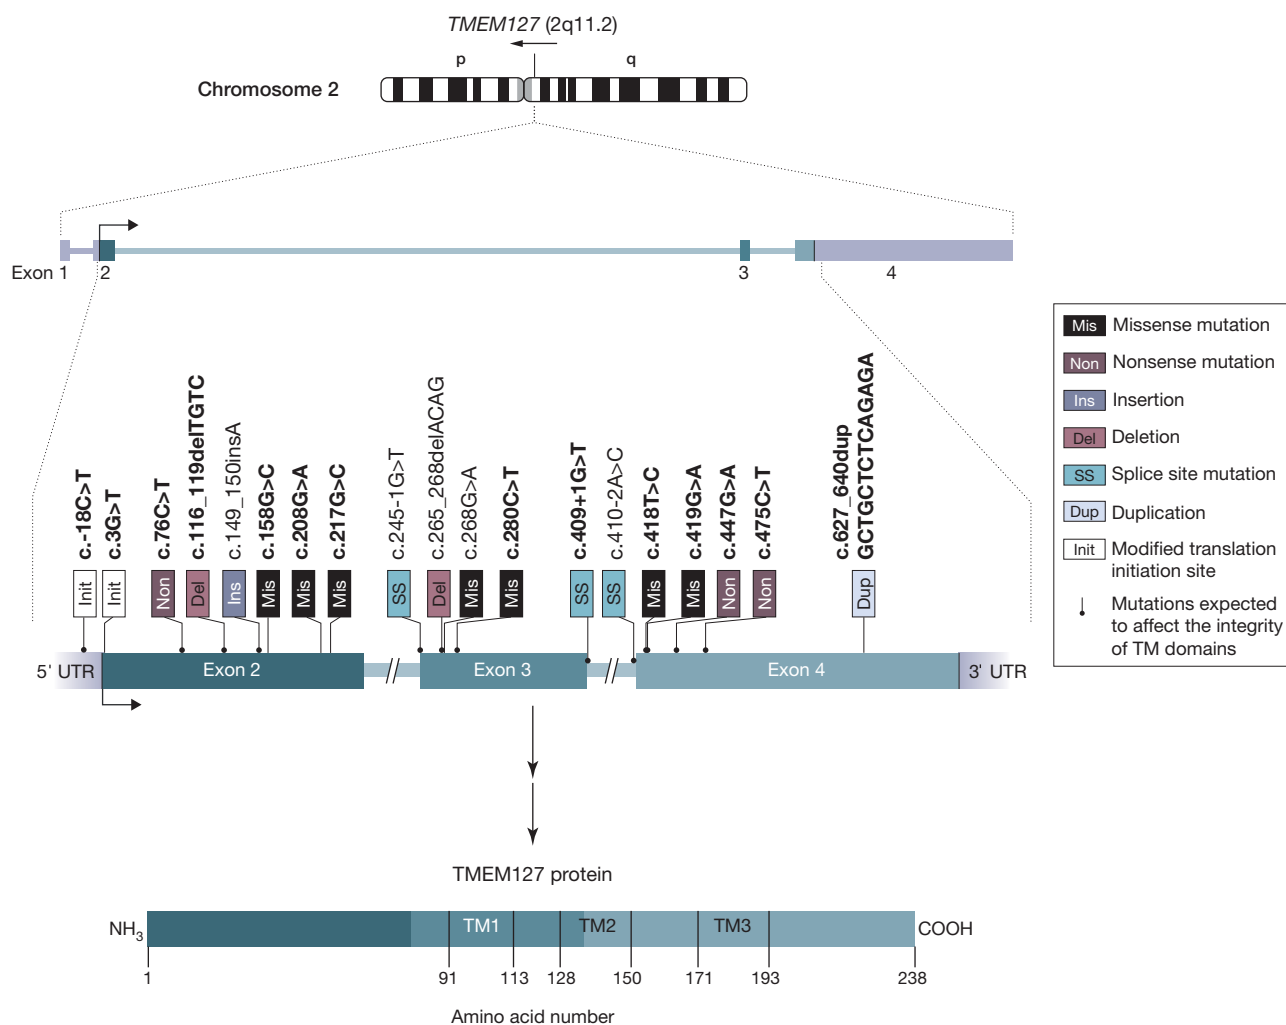 TMEM127 (2q11.2)
p
q
Chromosome 2
Exon 1
2
3
4
c.-18C>T
c.3G>T
c.76C>T
c.116_119delTGTC
c.149_150insA
c.158G>C
c.208G>A
c.217G>C
c.245-1G>T
c.265_268delACAG
c.268G>A
c.280C>T
c.409+1G>T
c.410-2A>C
c.418T>C
c.419G>A
c.447G>A
c.475C>T
c.627_640dup
GCTGCTCTCAGAGA
Init
Init
Non
Del
Ins
Mis
Mis
Mis
SS
Del
Mis
Mis
SS
SS
Mis
Mis
Non
Non
Dup
5' UTR
Exon 2
Exon 3
Exon 4
3' UTR
Mis Missense mutation
Non Nonsense mutation
Ins Insertion
Del Deletion
SS Splice site mutation
Dup Duplication
Init Modified translation
initiation site
Mutations expected
to affect the integrity
of TM domains
TMEM127 protein
NH3
TM1
TM2
TM3
COOH
1
91
113
128
150
171
193
238
Amino acid number